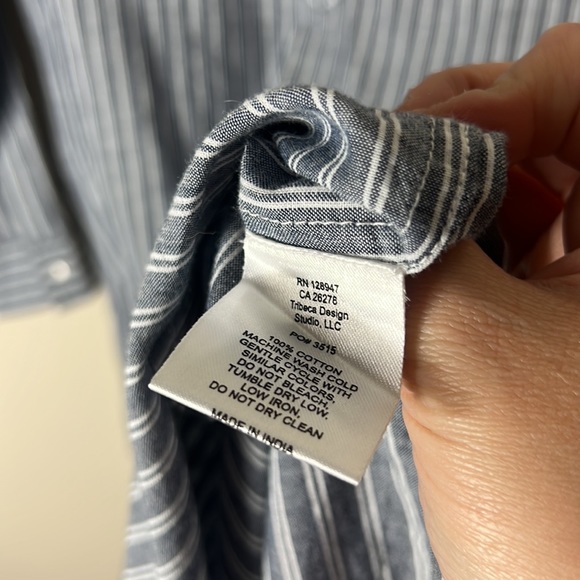 RN 128947
CA 26278
Tribeca Design
Studio, LLC
PO# 3515
100% COTTON
MACHINE WASH COLD
GENTLE CYCLE WITH
SIMILAR COLORS.
DO NOT BLEACH.
TUMBLE DRY LOW.
LOW IRON.
DO NOT DRY CLEAN
MADE IN INDIA